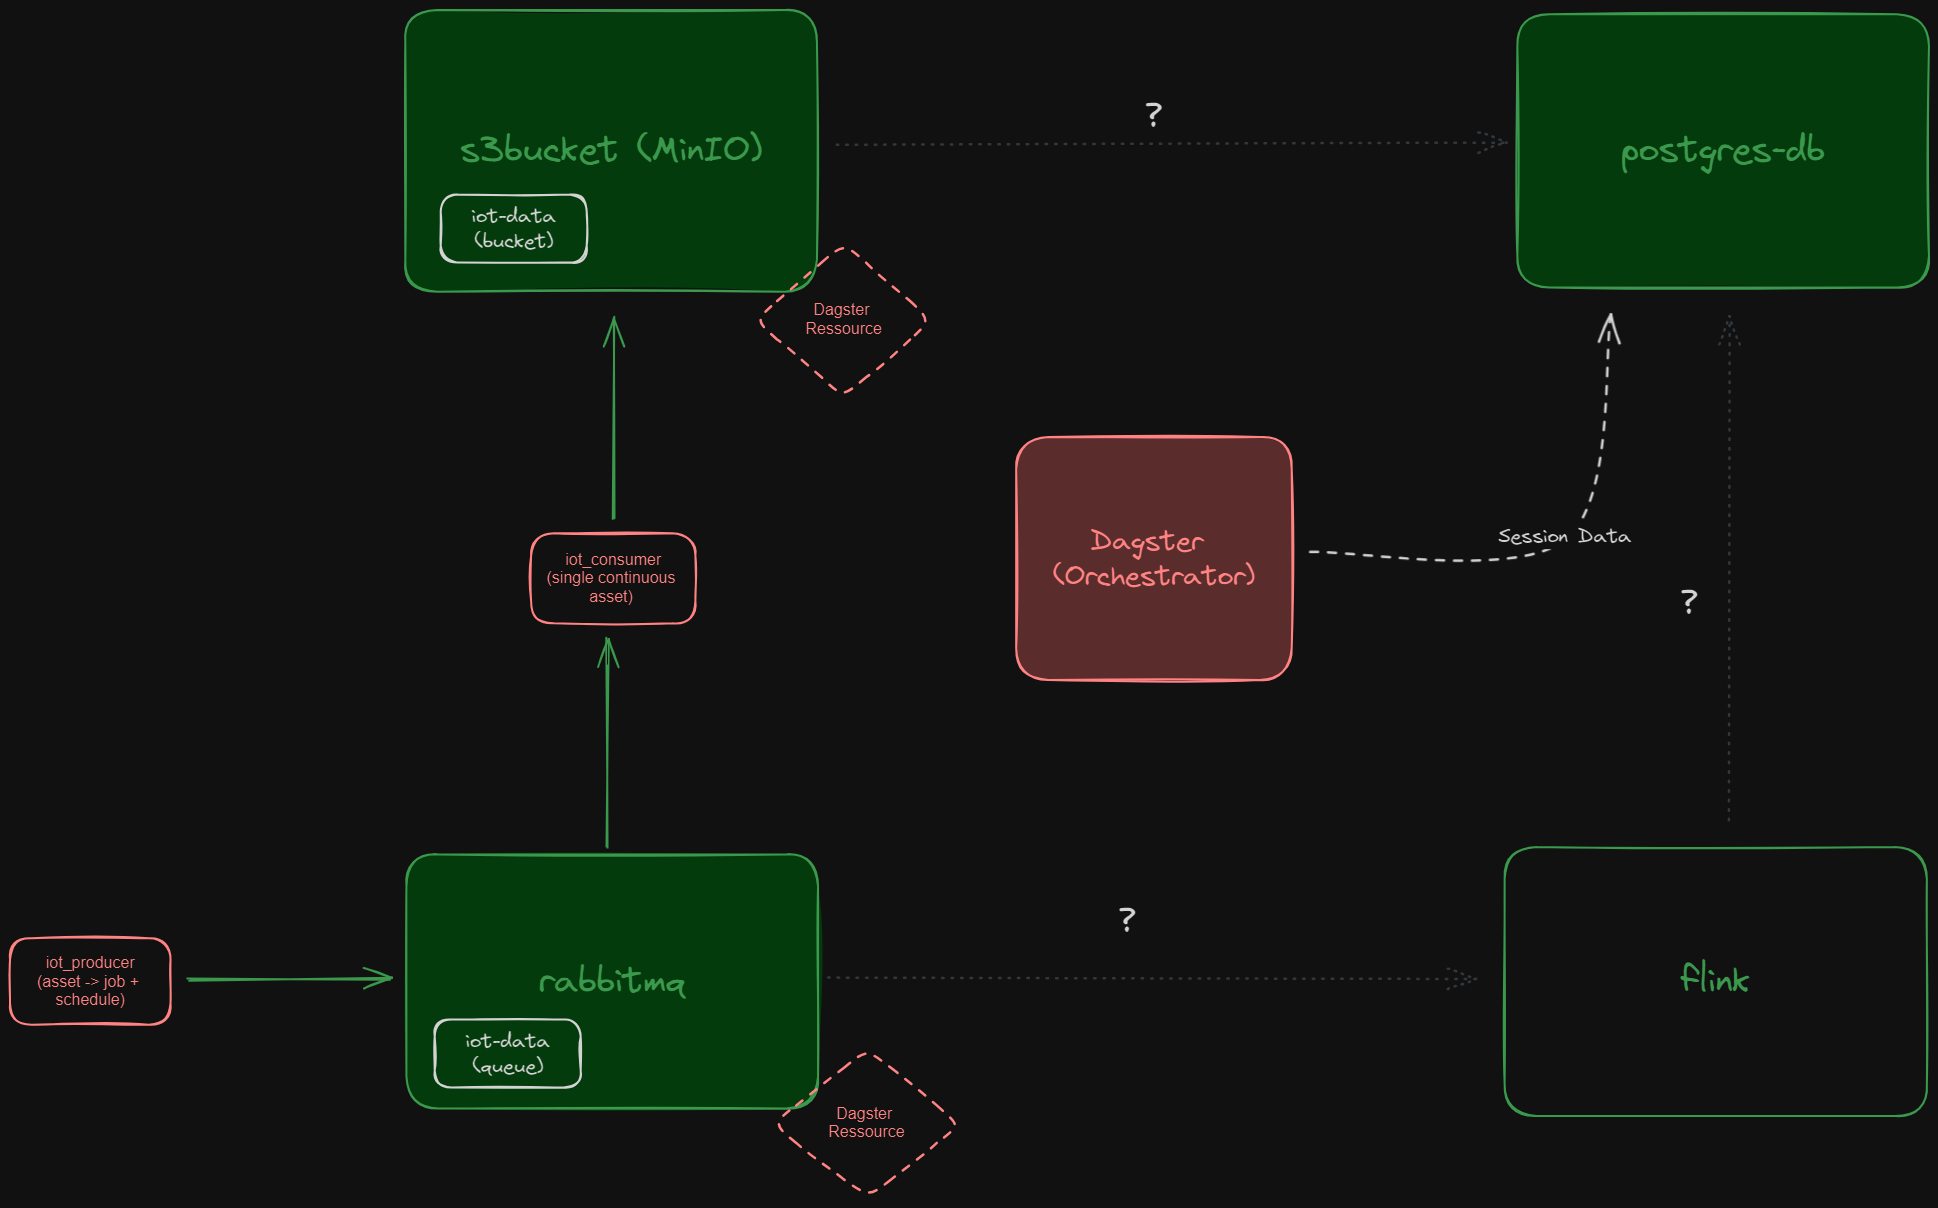 s3bucket (MinIO)
iot-data
(bucket)
Dagster
Ressource
?
postgres-db
iot_consumer
(single continuous
asset)
Dagster
(Orchestrator)
Session Data
?
iot_producer
(asset -> job +
schedule)
rabbitmq
iot-data
(queue)
Dagster
Ressource
?
flink